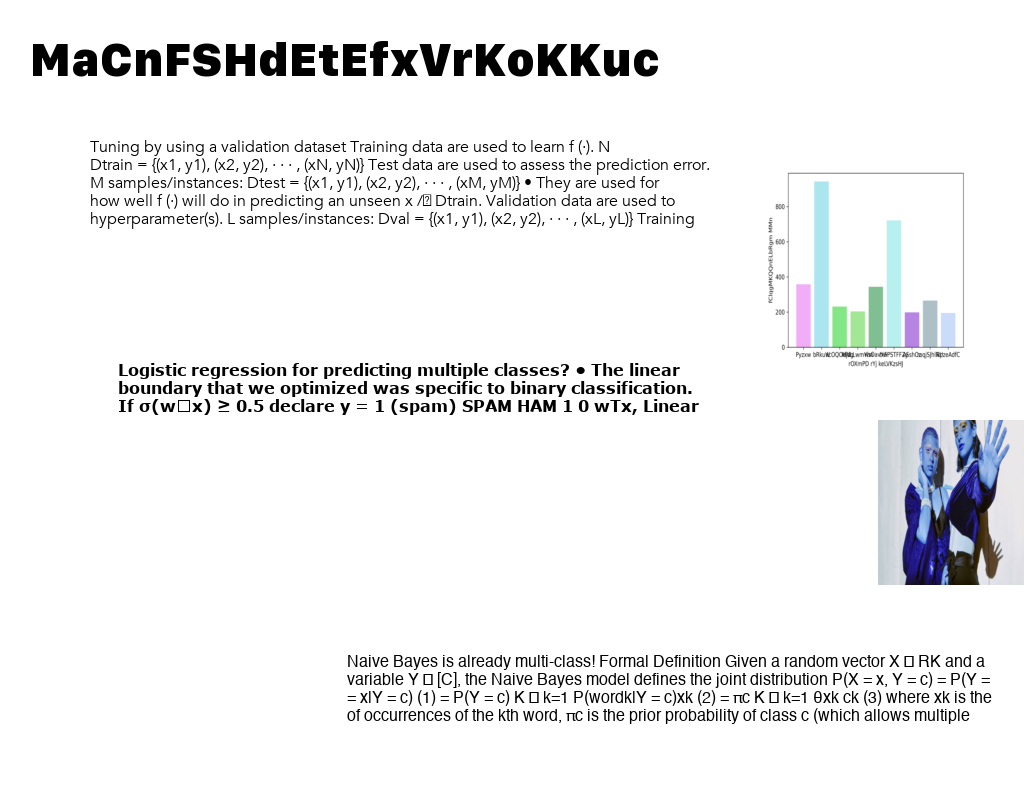 MaCnFSHdEtEfxVrKoKKuc
Tuning by using a validation dataset Training data are used to learn f (·). N
Dtrain = {(x1, y1), (x2, y2), · · · , (xN, yN)} Test data are used to assess the prediction error.
M samples/instances: Dtest = {(x1, y1), (x2, y2), · · · , (xM, yM)} • They are used for
how well f (·) will do in predicting an unseen x /□ Dtrain. Validation data are used to
hyperparameter(s). L samples/instances: Dval = {(x1, y1), (x2, y2), · · · , (xL, yL)} Training
800
600
400
200
0
Pyzxw
Logistic regression for predicting multiple classes? • The linear
boundary that we optimized was specific to binary classification.
If σ(w□x) ≥ 0.5 declare y = 1 (spam) SPAM HAM 1 0 wTx, Linear
Naive Bayes is already multi-class! Formal Definition Given a random vector X □ RK and a
variable Y □ [C], the Naive Bayes model defines the joint distribution P(X = x, Y = c) = P(Y =
= x|Y = c) (1) = P(Y = c) K □ k=1 P(wordk|Y = c)xk (2) = πc K □ k=1 θxk ck (3) where xk is the
of occurrences of the kth word, πc is the prior probability of class c (which allows multiple